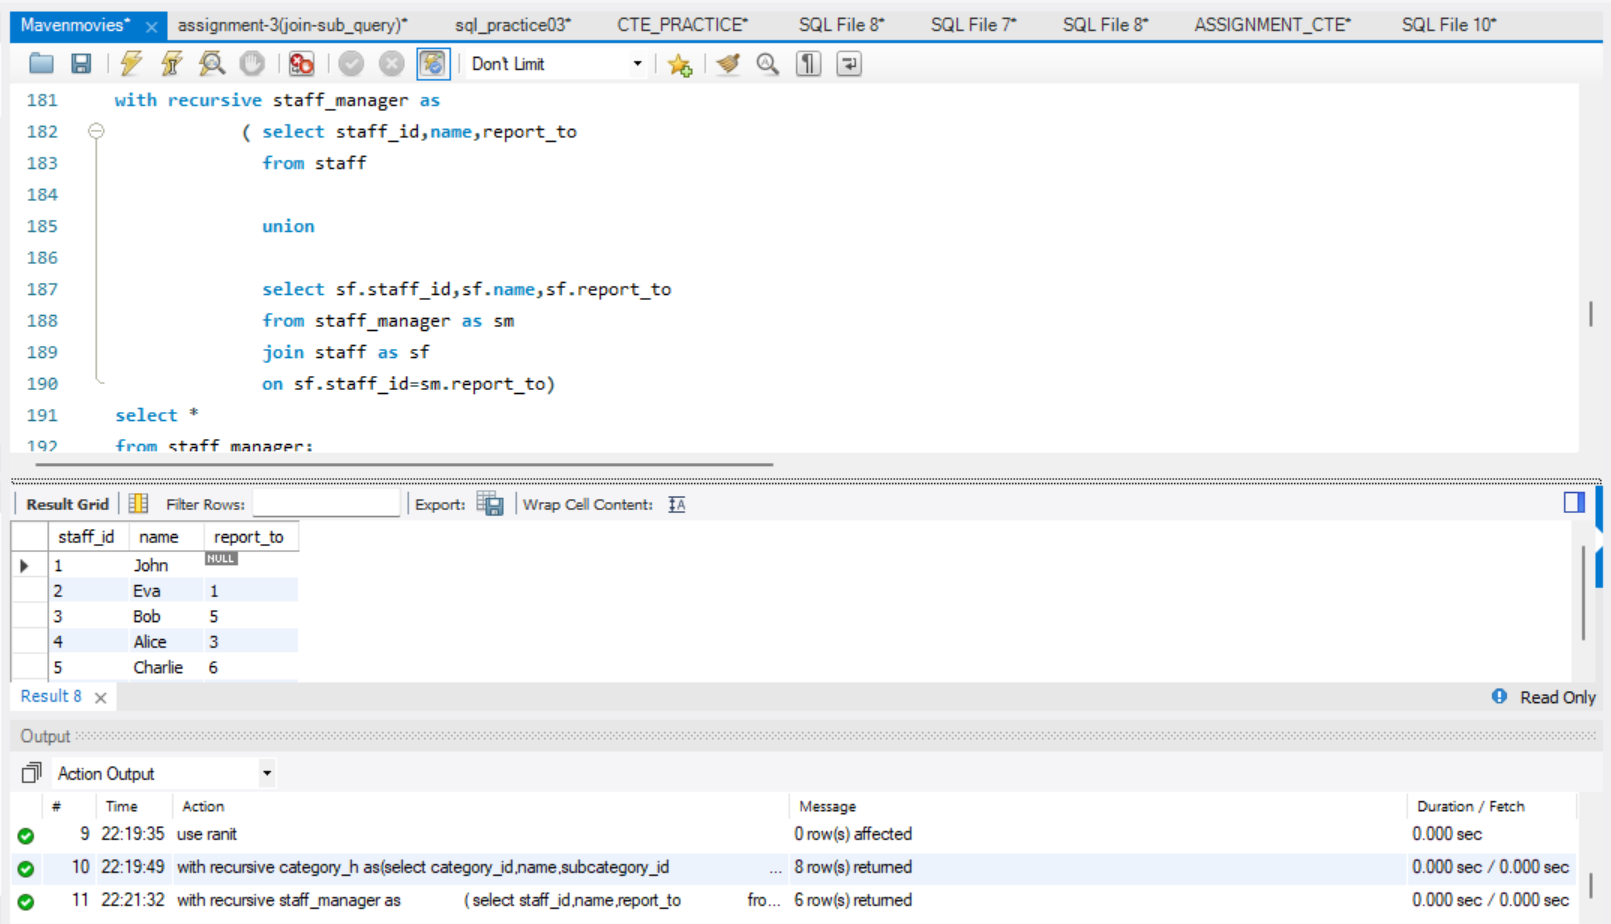 Mavenmovies* × assignment-3(join-sub_query)* sql_practice03* CTE_PRACTICE* SQL File 8* SQL File 7* SQL File 8* ASSIGNMENT_CTE* SQL File 10*
Don't Limit
181 with recursive staff_manager as
182 ( select staff_id,name,report_to
183 from staff
184
185 union
186
187 select sf.staff_id,sf.name,sf.report_to
188 from staff_manager as sm
189 join staff as sf
190 on sf.staff_id=sm.report_to)
191 select *
192 from staff_manager;
Result Grid Filter Rows: Export: Wrap Cell Content:
staff_id name report_to
1 John NULL
2 Eva 1
3 Bob 5
4 Alice 3
5 Charlie 6
Result 8 × Read Only
Output
Action Output
# Time Action Message Duration / Fetch
9 22:19:35 use ranit 0 row(s) affected 0.000 sec
10 22:19:49 with recursive category_h as(select category_id,name,subcategory_id ... 8 row(s) returned 0.000 sec / 0.000 sec
11 22:21:32 with recursive staff_manager as ( select staff_id,name,report_to fro... 6 row(s) returned 0.000 sec / 0.000 sec